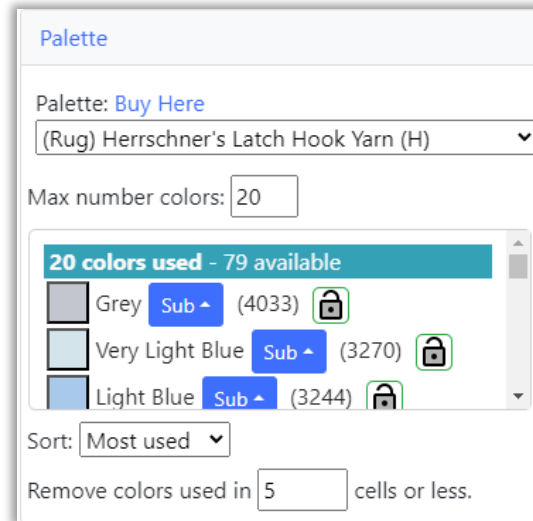 Palette
Palette: Buy Here
(Rug) Herrschner's Latch Hook Yarn (H)
Max number colors: 20
20 colors used - 79 available
Grey Sub (4033)
Very Light Blue Sub (3270)
Light Blue Sub (3244)
Sort: Most used
Remove colors used in 5 cells or less.